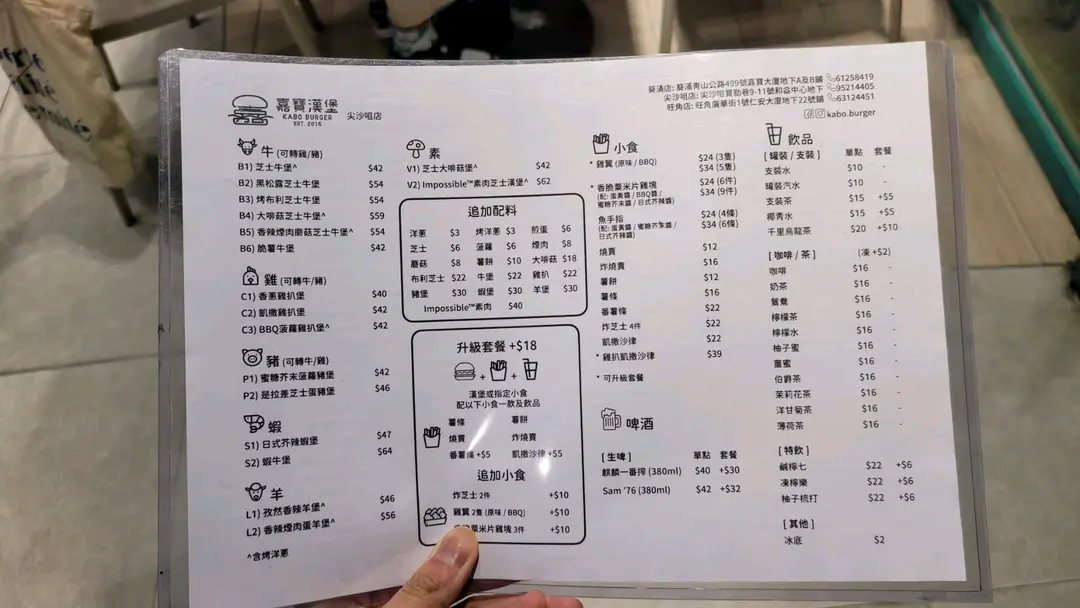 嘉寶漢堡
KABO BURGER
EST. 2015
尖沙咀店
葵涌店: 葵涌青山公路499號嘉寶大廈地下A及B舖 61258419
尖沙咀店: 尖沙咀寶勒巷9-11號和容中心地下 95214405
旺角店: 旺角廣華街1號仁安大廈地下22號舖 63124451
kabo.burger
牛 (可轉雞/豬)
B1) 芝士牛堡^ $42
B2) 黑松露芝士牛堡 $54
B3) 烤布利芝士牛堡 $54
B4) 大啡菇芝士牛堡^ $59
B5) 香辣煙肉磨菇芝士牛堡^ $54
B6) 脆薯牛堡 $42
雞 (可轉牛/豬)
C1) 香蔥雞扒堡 $40
C2) 凱撒雞扒堡 $42
C3) BBQ菠蘿雞扒堡^ $42
豬 (可轉牛/雞)
P1) 蜜糖芥末菠蘿豬堡 $42
P2) 是拉差芝士蛋豬堡 $46
蝦
S1) 日式芥辣蝦堡 $47
S2) 蝦牛堡 $64
羊
L1) 孜然香辣羊堡^ $46
L2) 香辣煙肉蛋羊堡^ $56
^含烤洋蔥
素
V1) 芝士大啡菇堡^ $42
V2) Impossible™素肉芝士漢堡^ $62
追加配料
洋蔥 $3 烤洋蔥 $3 煎蛋 $6
芝士 $6 菠蘿 $6 煙肉 $8
蘑菇 $8 薯餅 $10 大啡菇 $18
布利芝士 $22 牛堡 $22 雞扒 $22
豬堡 $30 蝦堡 $30 羊堡 $30
Impossible™素肉 $40
升級套餐 +$18
+ +
漢堡或指定小食
配以下小食一款及飲品
薯條 薯餅
燒賣 炸燒賣
番薯條 +$5 凱撒沙律 +$5
追加小食
炸芝士 2件 +$10
雞翼 2隻 (原味 / BBQ) +$10
粟米片雞塊 3件 +$10
小食
* 雞翼 (原味 / BBQ) $24 (3隻)
$34 (5隻)
* 香脆粟米片雞塊 $24 (6件)
(配: 蛋黃醬 / BBQ醬 / $34 (9件)
蜜糖芥末醬 / 日式芥辣醬)
魚手指 $24 (4條)
(配: 蛋黃醬 / 蜜糖芥末醬 / $34 (6條)
日式芥辣醬)
燒賣 $12
炸燒賣 $16
薯餅 $12
薯條 $16
番薯條 $22
炸芝士 4件 $22
凱撒沙律 $22
* 雞扒凱撒沙律 $39
* 可升級套餐
啤酒
[ 生啤 ] 單點 套餐
麒麟一番搾 (380ml) $40 +$30
Sam '76 (380ml) $42 +$32
飲品
[ 罐裝 / 支裝 ] 單點 套餐
支裝水 $10 -
罐裝汽水 $10 -
支裝茶 $15 +$5
椰青水 $15 +$5
千里烏龍茶 $20 +$10
[ 咖啡 / 茶 ] (凍 +$2)
咖啡 $16 -
奶茶 $16 -
鴛鴦 $16 -
檸檬茶 $16 -
檸檬水 $16 -
柚子蜜 $16 -
薑蜜 $16 -
伯爵茶 $16 -
茉莉花茶 $16 -
洋甘菊茶 $16 -
薄荷茶 $16 -
[ 特飲 ]
鹹檸七 $22 +$6
凍檸樂 $22 +$6
柚子梳打 $22 +$6
[ 其他 ]
冰底 $2